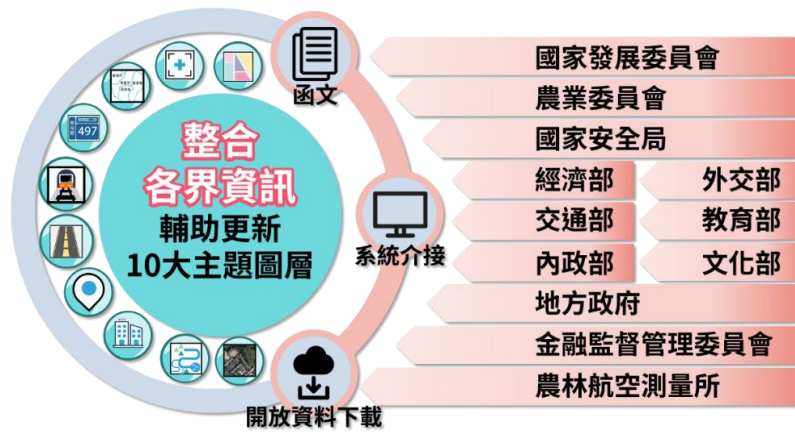 整合
各界資訊
輔助更新
10大主題圖層
497
函文
系統介接
開放資料下載
國家發展委員會
農業委員會
國家安全局
經濟部
外交部
交通部
教育部
內政部
文化部
地方政府
金融監督管理委員會
農林航空測量所